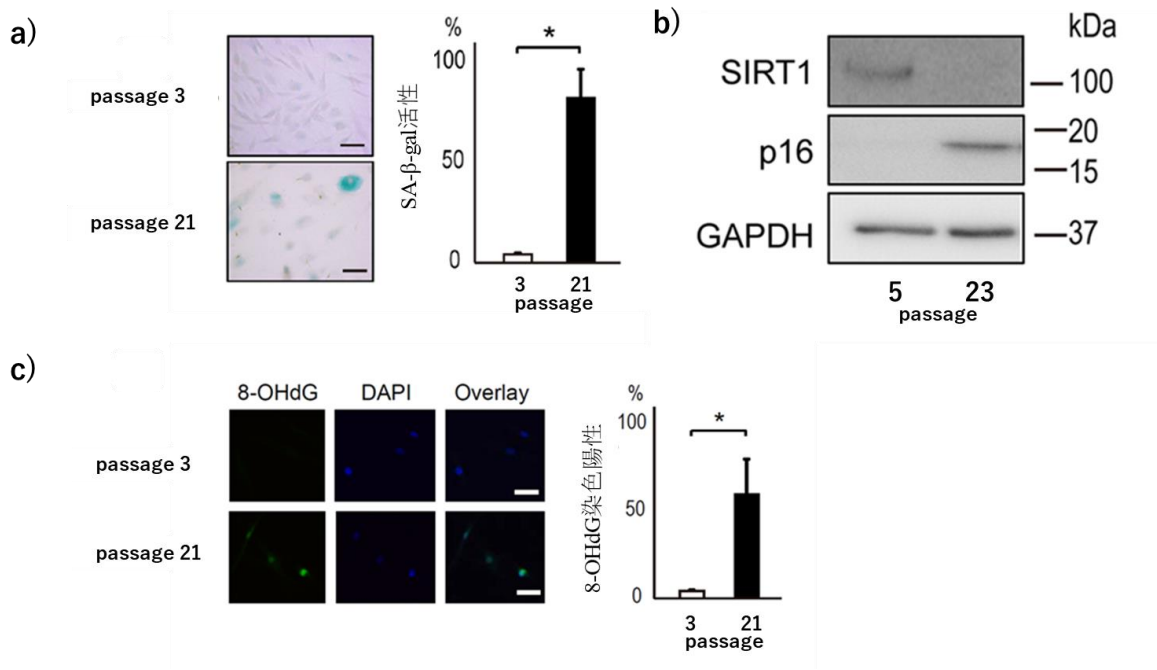 a)
passage 3
passage 21
%
100
50
0
SA-β-gal活性
*
3 21
passage
b)
kDa
SIRT1
100
p16
20
15
GAPDH
37
5 23
passage
c)
8-OHdG DAPI Overlay
passage 3
passage 21
%
100
50
0
8-OHdG染色陽性
*
3 21
passage